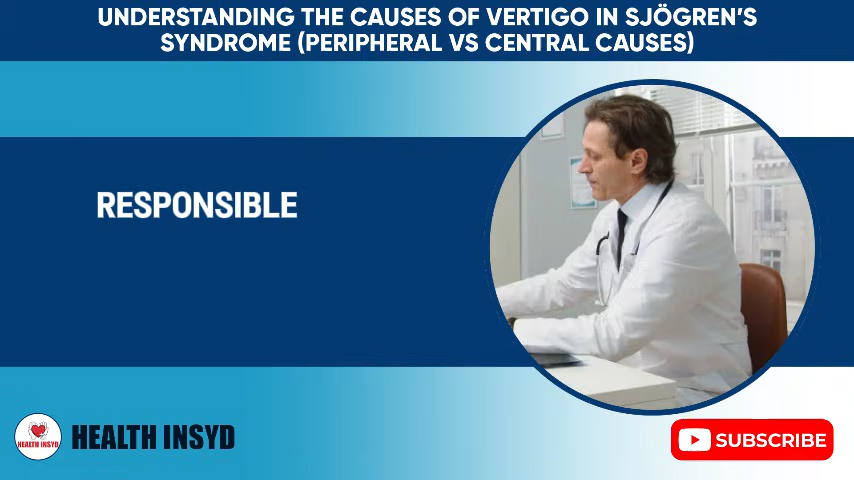 UNDERSTANDING THE CAUSES OF VERTIGO IN SJÖGREN'S
SYNDROME (PERIPHERAL VS CENTRAL CAUSES)
RESPONSIBLE
HEALTH INSYD
HEALTH INSYD
SUBSCRIBE